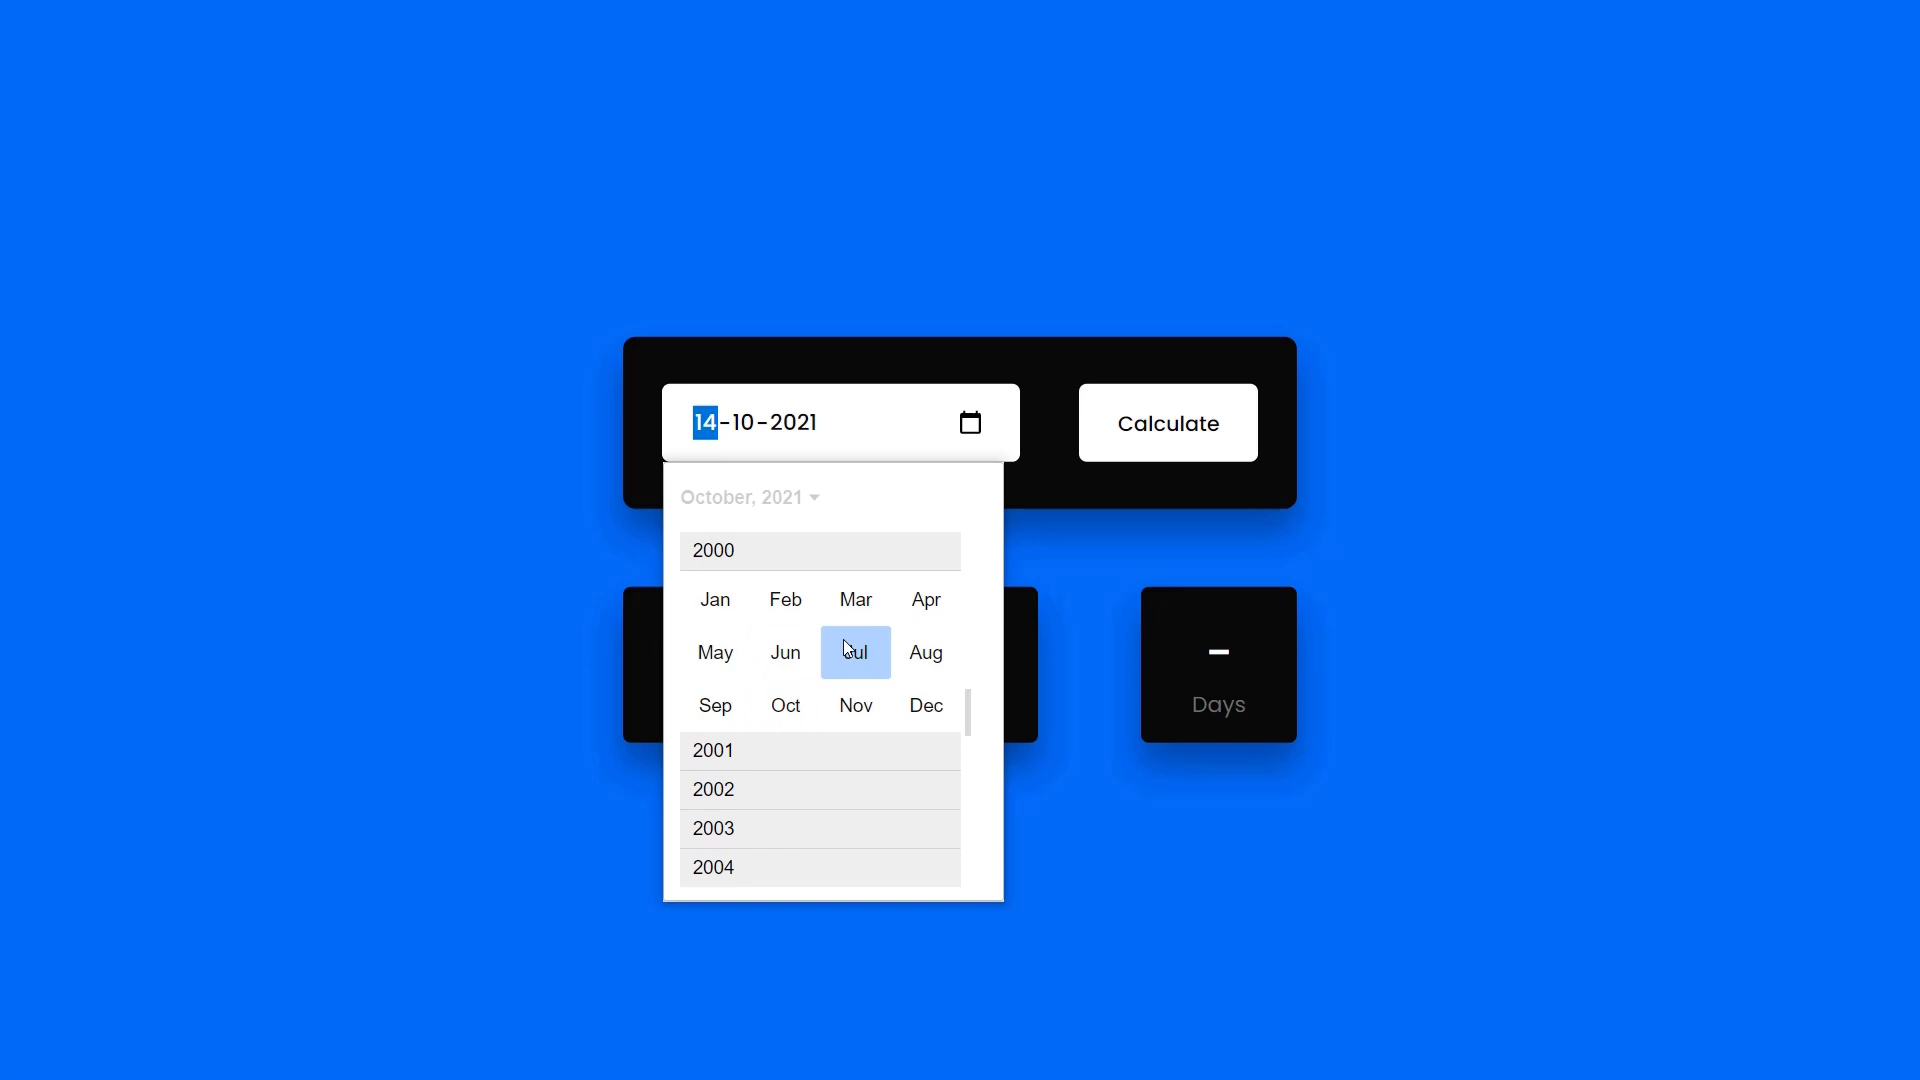 14-10-2021
Calculate
October, 2021
2000
Jan Feb Mar Apr
May Jun Jul Aug
Sep Oct Nov Dec
2001
2002
2003
2004
-
Days